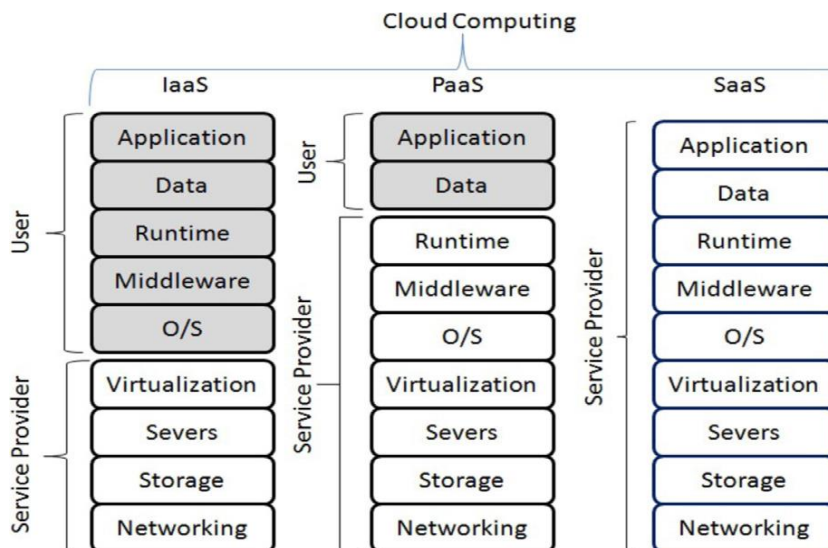 Cloud Computing
IaaS
Application
Data
Runtime
Middleware
O/S
Virtualization
Severs
Storage
Networking
User
Service Provider
PaaS
Application
Data
Runtime
Middleware
O/S
Virtualization
Severs
Storage
Networking
User
Service Provider
SaaS
Application
Data
Runtime
Middleware
O/S
Virtualization
Severs
Storage
Networking
Service Provider